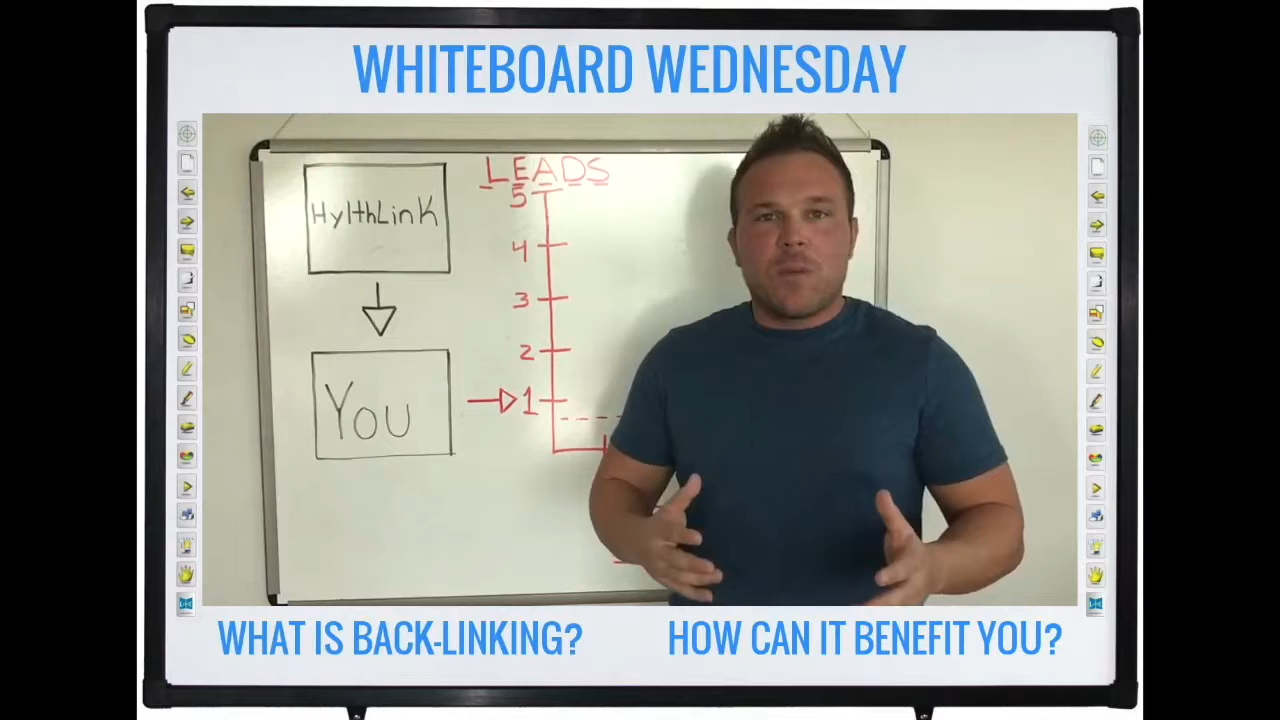 WHITEBOARD WEDNESDAY
HylthLinK
You
LEADS
5
4
3
2
1
WHAT IS BACK-LINKING?
HOW CAN IT BENEFIT YOU?